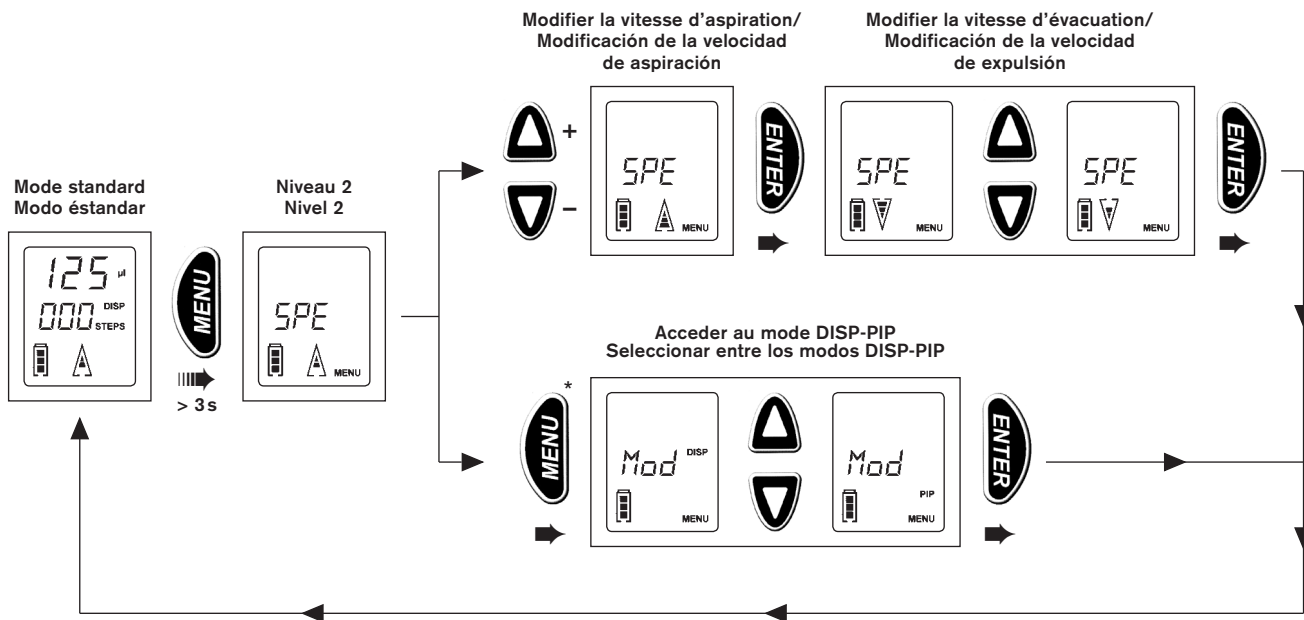 Modifier la vitesse d'aspiration/
Modificación de la velocidad
de aspiración
Modifier la vitesse d'évacuation/
Modificación de la velocidad
de expulsión
+
–
SPE
MENU
ENTER
SPE
MENU
SPE
MENU
ENTER
Mode standard
Modo éstandar
125 µl
000 DISP
STEPS
MENU
> 3s
Niveau 2
Nivel 2
SPE
MENU
Acceder au mode DISP-PIP
Seleccionar entre los modos DISP-PIP
MENU *
Mod DISP
MENU
Mod
PIP
MENU
ENTER